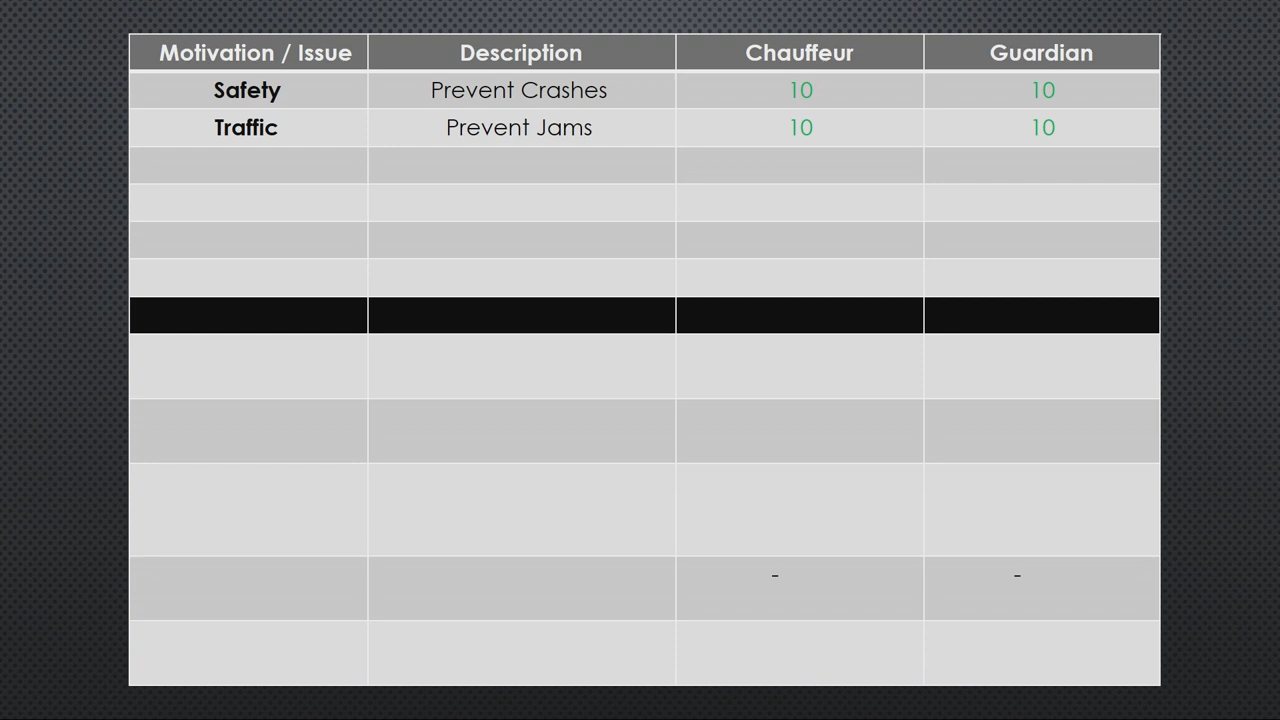 Motivation / Issue Description Chauffeur Guardian
Safety Prevent Crashes 10 10
Traffic Prevent Jams 10 10
- -